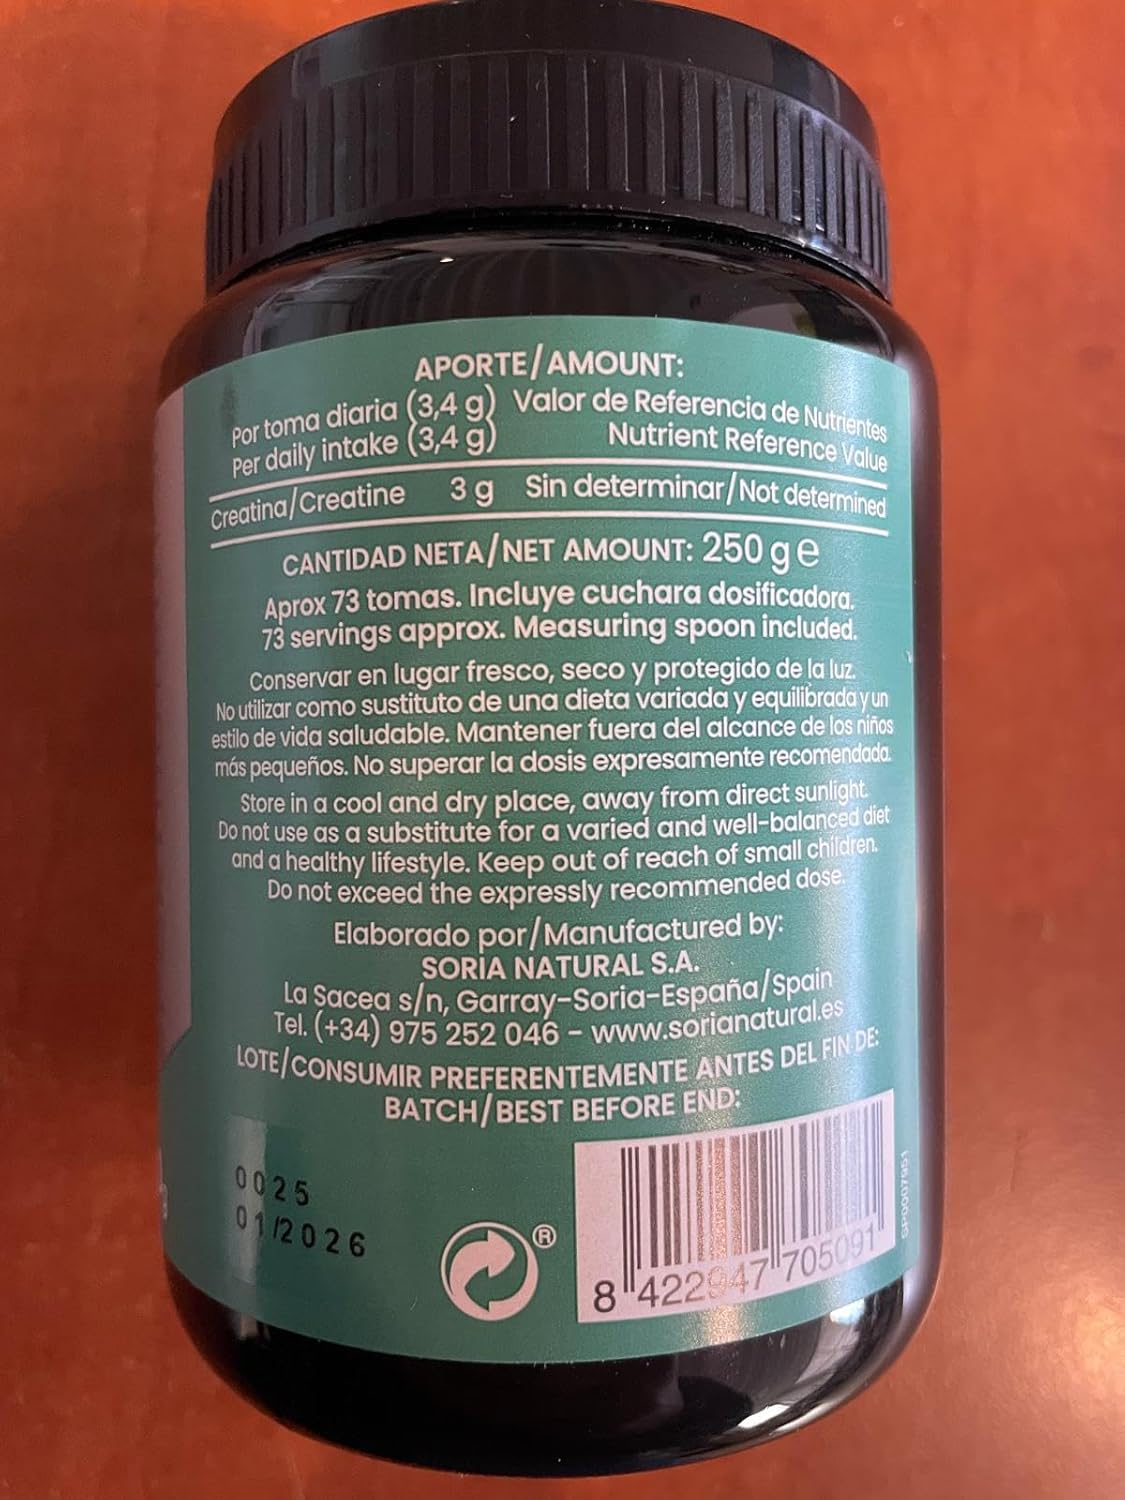 APORTE/AMOUNT:
Por toma diaria (3,4 g) Valor de Referencia de Nutrientes
Per daily intake (3,4 g) Nutrient Reference Value
Creatina/Creatine 3 g Sin determinar/Not determined
CANTIDAD NETA/NET AMOUNT: 250 g e
Aprox 73 tomas. Incluye cuchara dosificadora.
73 servings approx. Measuring spoon included.
Conservar en lugar fresco, seco y protegido de la luz.
No utilizar como sustituto de una dieta variada y equilibrada y un
estilo de vida saludable. Mantener fuera del alcance de los niños
más pequeños. No superar la dosis expresamente recomendada.
Store in a cool and dry place, away from direct sunlight.
Do not use as a substitute for a varied and well-balanced diet
and a healthy lifestyle. Keep out of reach of small children.
Do not exceed the expressly recommended dose.
Elaborado por/Manufactured by:
SORIA NATURAL S.A.
La Sacea s/n, Garray-Soria-España/Spain
Tel. (+34) 975 252 046 - www.sorianatural.es
LOTE/CONSUMIR PREFERENTEMENTE ANTES DEL FIN DE:
BATCH/BEST BEFORE END:
0025
01/2026
®
8 422947 705091
SP0007951